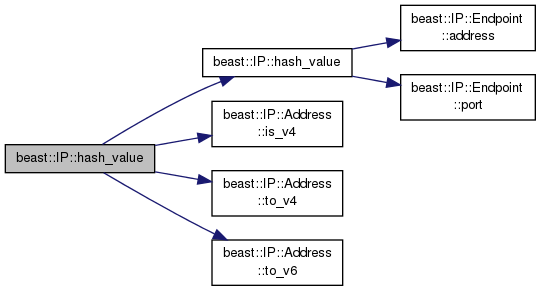 beast::IP::hash_value
beast::IP::hash_value
beast::IP::Endpoint
::address
beast::IP::Endpoint
::port
beast::IP::Address
::is_v4
beast::IP::Address
::to_v4
beast::IP::Address
::to_v6